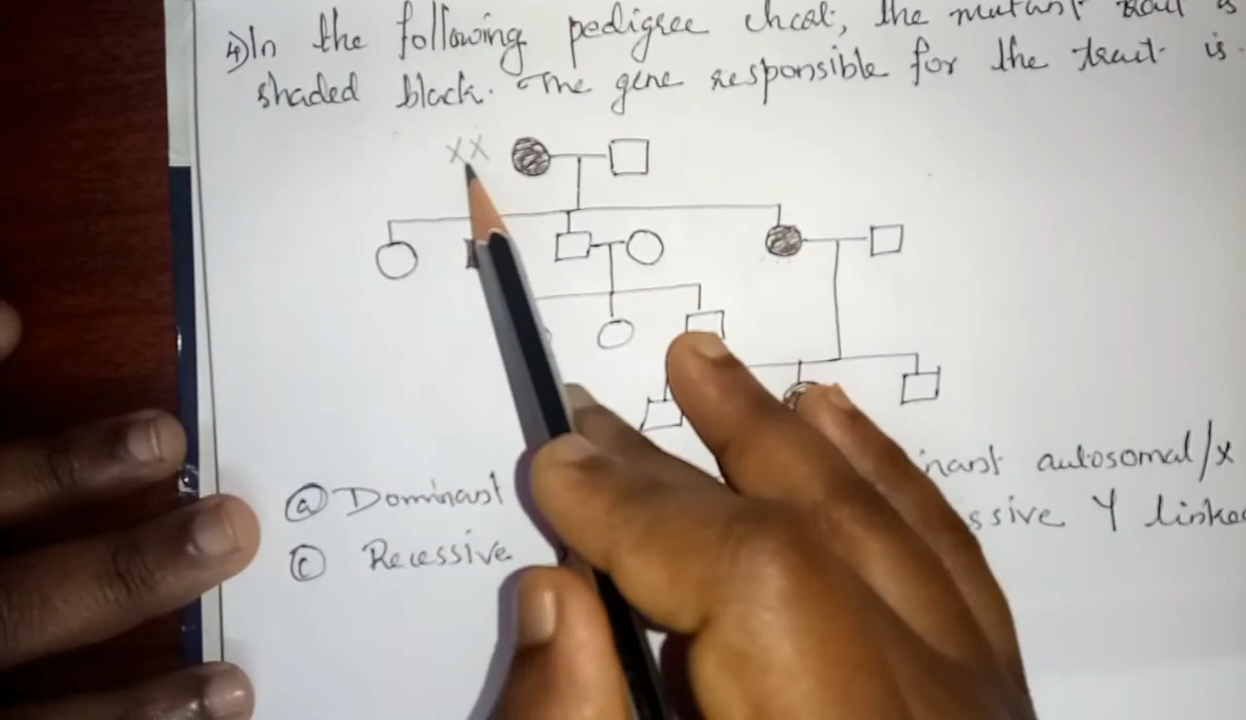 4) In the following pedigree chart, the mutant trait is
shaded black. The gene responsible for the trait is
XX
(a) Dominant autosomal/x
(c) Recessive Y linked